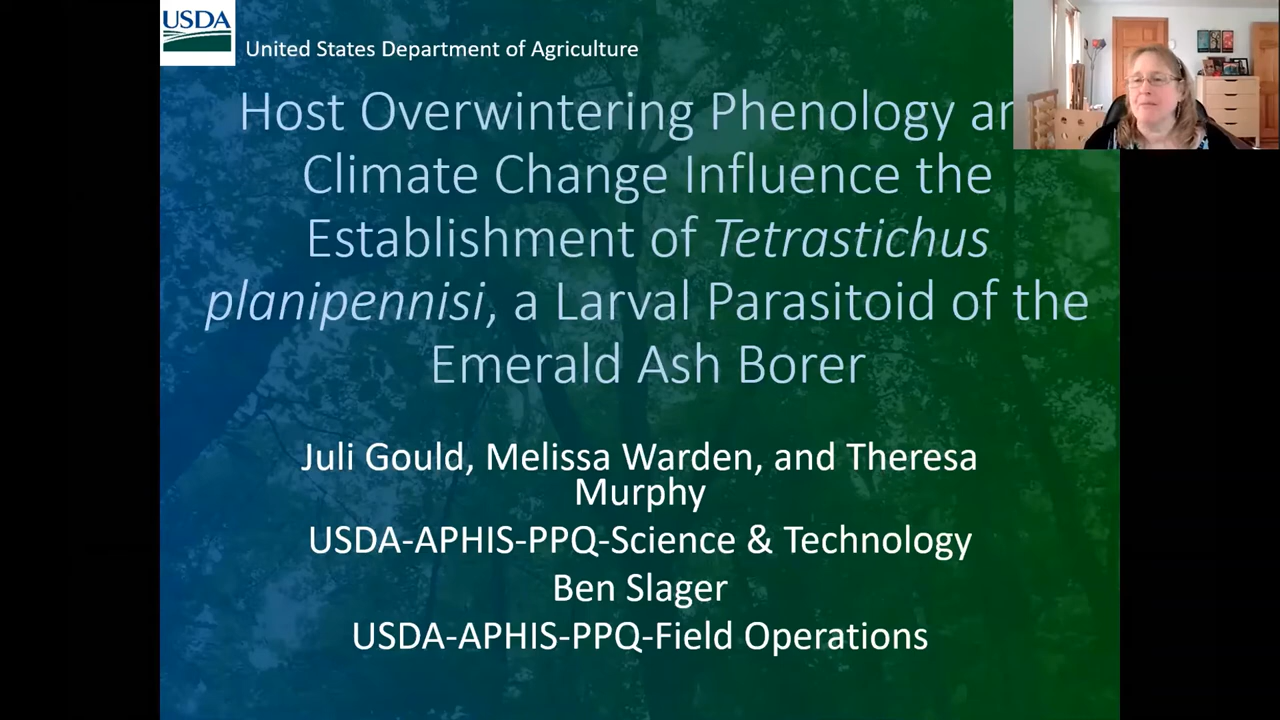 USDA
United States Department of Agriculture
Host Overwintering Phenology an
Climate Change Influence the
Establishment of Tetrastichus
planipennisi, a Larval Parasitoid of the
Emerald Ash Borer
Juli Gould, Melissa Warden, and Theresa
Murphy
USDA-APHIS-PPQ-Science & Technology
Ben Slager
USDA-APHIS-PPQ-Field Operations